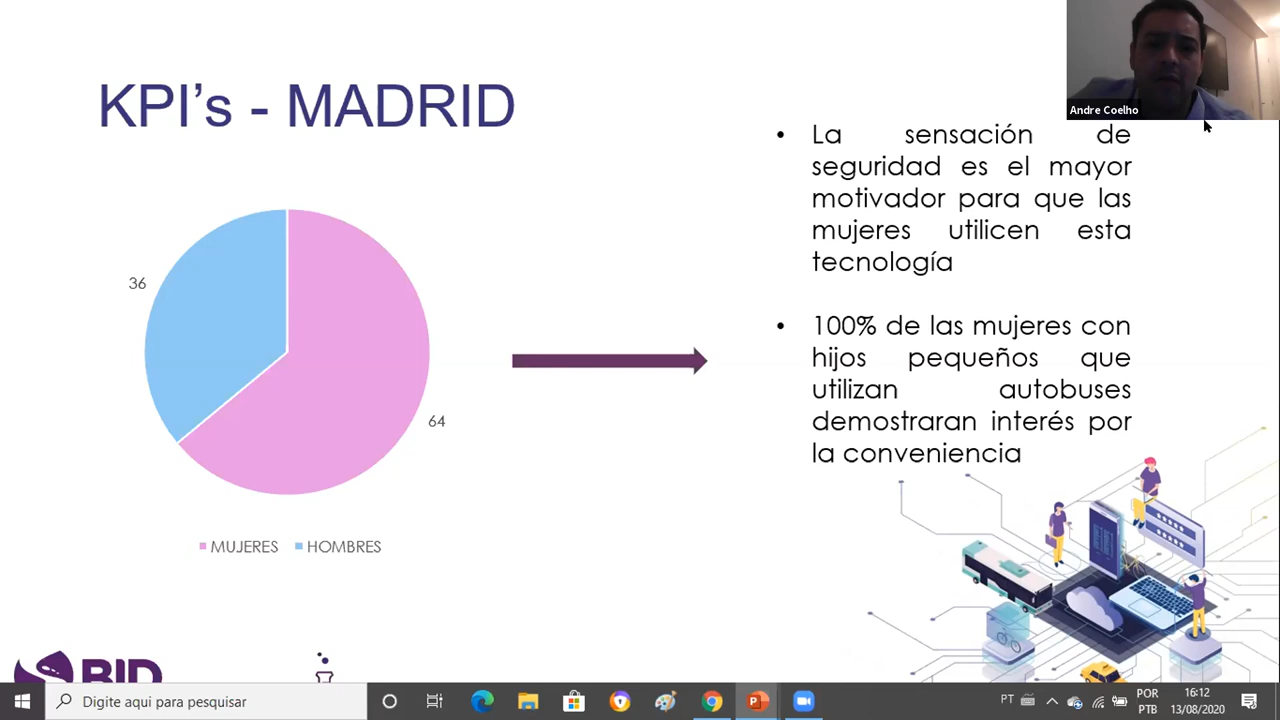 KPI's - MADRID
Andre Coelho
36
64
MUJERES HOMBRES
• La sensación de
seguridad es el mayor
motivador para que las
mujeres utilicen esta
tecnología
• 100% de las mujeres con
hijos pequeños que
utilizan autobuses
demostraran interés por
la conveniencia
BID
Digite aqui para pesquisar
PT
POR
PTB
16:12
13/08/2020